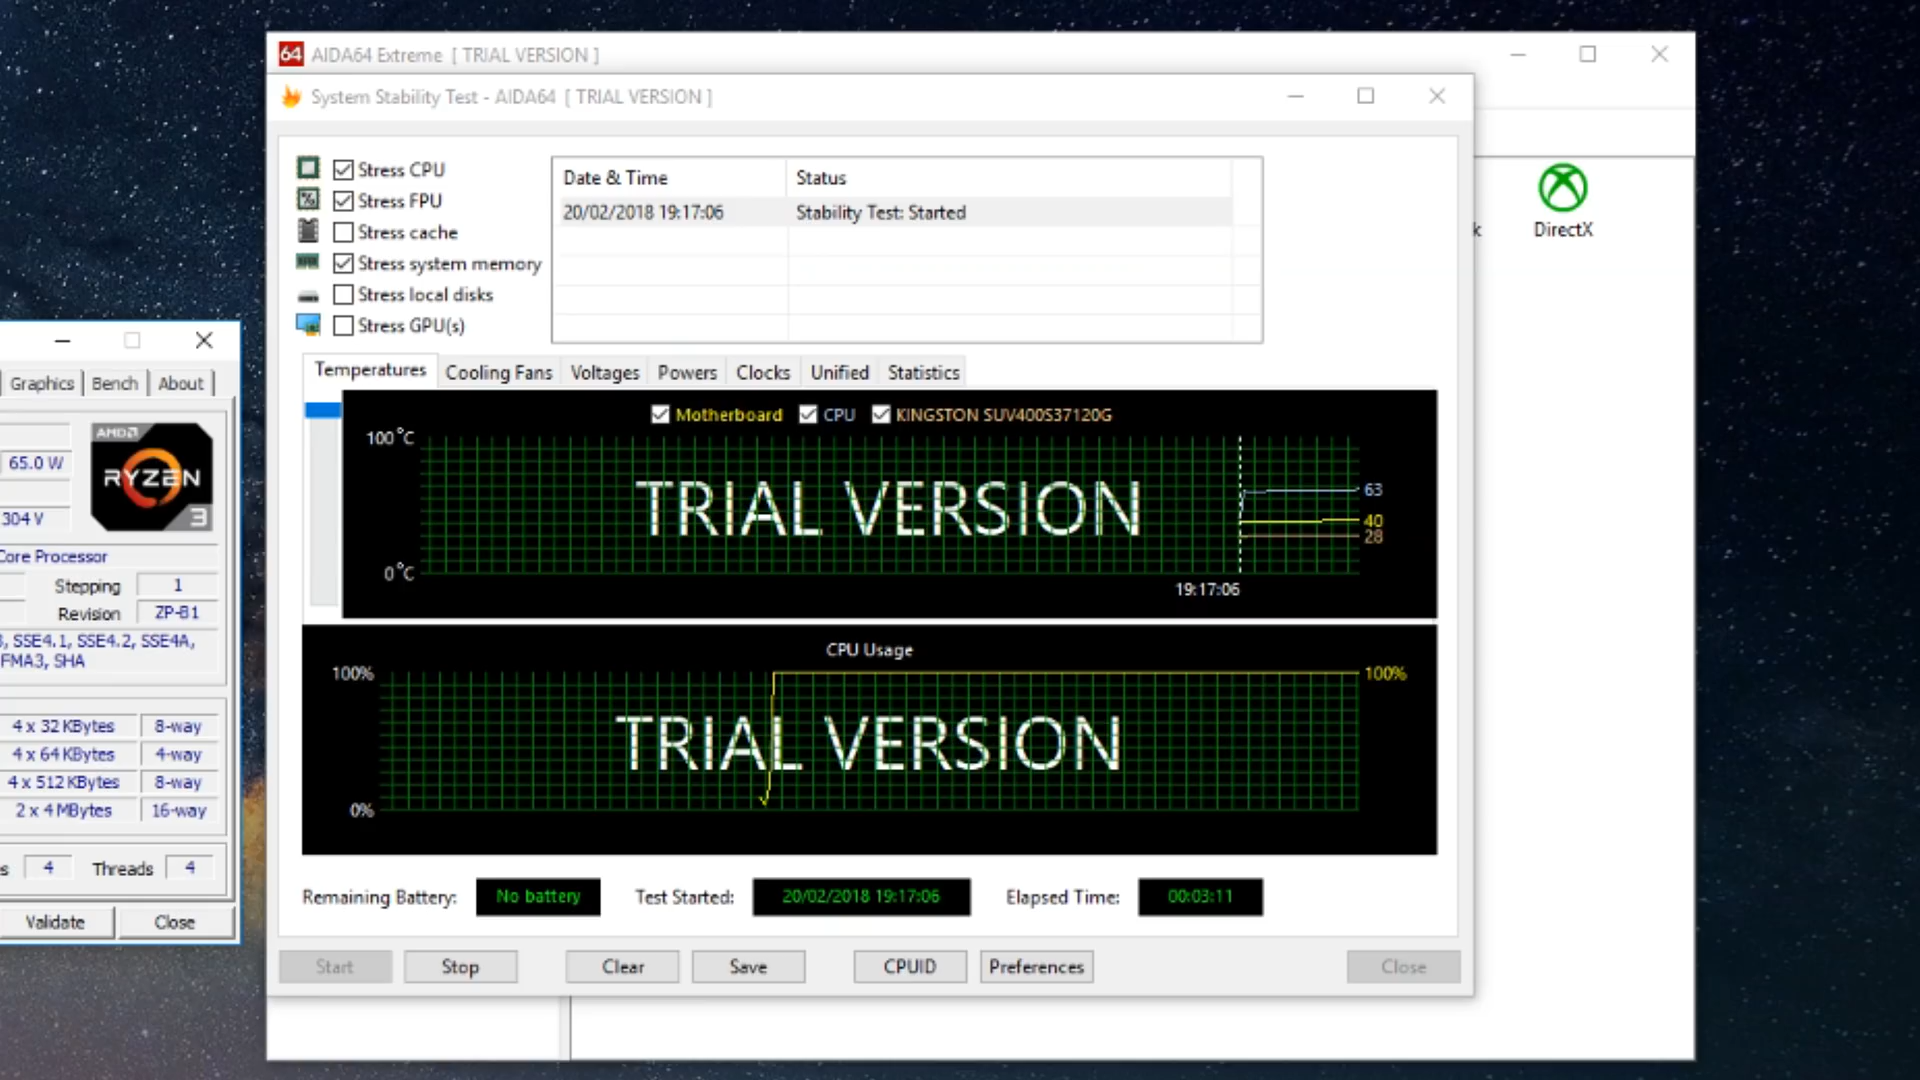 64 AIDA64 Extreme [ TRIAL VERSION ]
System Stability Test - AIDA64 [ TRIAL VERSION ]
Stress CPU
Stress FPU
Stress cache
Stress system memory
Stress local disks
Stress GPU(s)
Date & Time Status
20/02/2018 19:17:06 Stability Test: Started
k DirectX
Temperatures Cooling Fans Voltages Powers Clocks Unified Statistics
Motherboard CPU KINGSTON SUV400S37120G
100°C
TRIAL VERSION
63
40
28
0°C
19:17:06
CPU Usage
100% 100%
TRIAL VERSION
0%
Remaining Battery: No battery Test Started: 20/02/2018 19:17:06 Elapsed Time: 00:03:11
Start Stop Clear Save CPUID Preferences Close
Graphics Bench About
AMD
RYZEN
3
65.0 W
304 V
Core Processor
Stepping 1
Revision ZP-B1
3, SSE4.1, SSE4.2, SSE4A,
FMA3, SHA
4 x 32 KBytes 8-way
4 x 64 KBytes 4-way
4 x 512 KBytes 8-way
2 x 4 MBytes 16-way
s 4 Threads 4
Validate Close